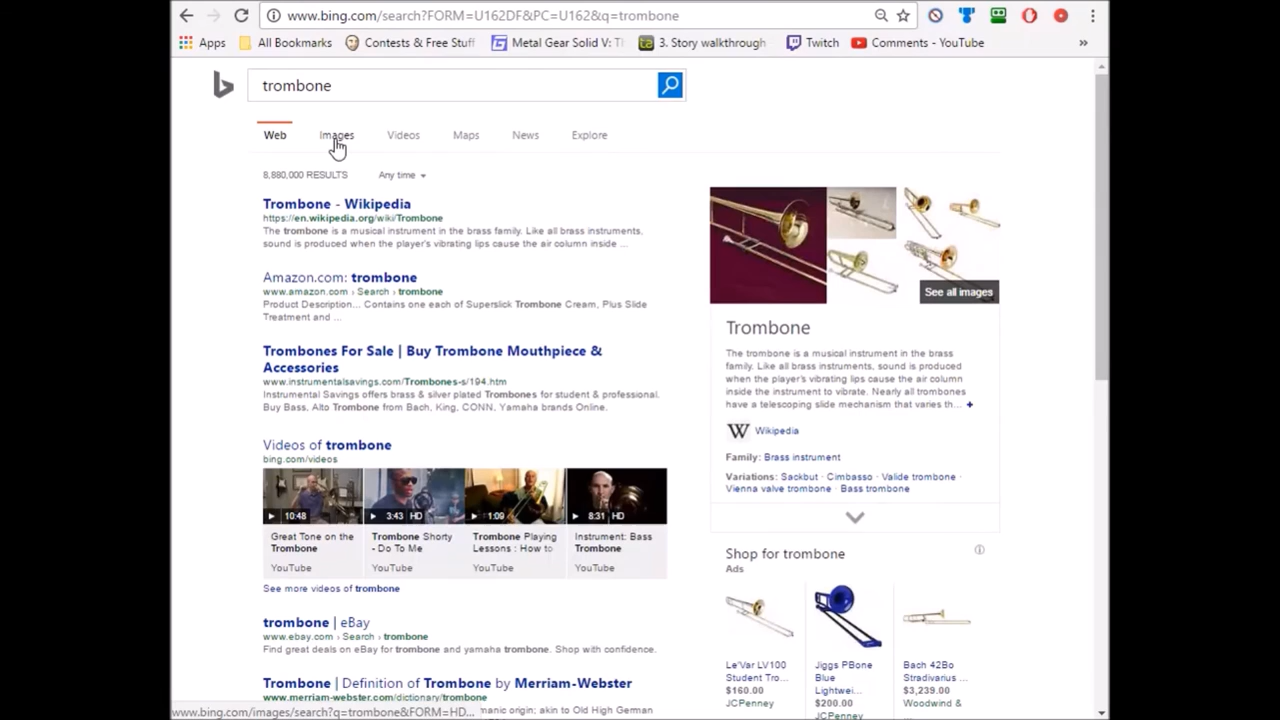 www.bing.com/search?FORM=U162DF&PC=U162&q=trombone
Apps All Bookmarks Contests & Free Stuff Metal Gear Solid V: 3. Story walkthrough Twitch Comments - YouTube »
trombone
Web Images Videos Maps News Explore
8,880,000 RESULTS Any time
Trombone - Wikipedia
https://en.wikipedia.org/wiki/Trombone
The trombone is a musical instrument in the brass family. Like all brass instruments,
sound is produced when the player's vibrating lips cause the air column inside ...
Amazon.com: trombone
www.amazon.com › Search › trombone
Product Description... Contains one each of Superslick Trombone Cream, Plus Slide
Treatment and ...
Trombones For Sale | Buy Trombone Mouthpiece &
Accessories
www.instrumentalsavings.com/Trombones-s/194.htm
Instrumental Savings offers brass & silver plated Trombones for student & professional.
Buy Bass, Alto Trombone from Bach, King, CONN, Yamaha brands Online.
Videos of trombone
bing.com/videos
10:48 3:43 HD 1:09 8:31 HD
Great Tone on the Trombone Shorty Trombone Playing Instrument: Bass
Trombone - Do To Me Lessons : How to Trombone
YouTube YouTube YouTube YouTube
See more videos of trombone
trombone | eBay
www.ebay.com › Search › trombone
Find great deals on eBay for trombone and yamaha trombone. Shop with confidence.
Trombone | Definition of Trombone by Merriam-Webster
www.merriam-webster.com/dictionary/trombone
origin; akin to Old High German
www.bing.com/images/search?q=trombone&FORM=HD...
See all images
Trombone
The trombone is a musical instrument in the brass
family. Like all brass instruments, sound is produced
when the player's vibrating lips cause the air column
inside the instrument to vibrate. Nearly all trombones
have a telescoping slide mechanism that varies th... +
W Wikipedia
Family: Brass instrument
Variations: Sackbut · Cimbasso · Valide trombone ·
Vienna valve trombone · Bass trombone
Shop for trombone
Ads
Le'Var LV100 Jiggs PBone Bach 42Bo
Student Tro... Blue Stradivarius ...
$160.00 Lightwei... $3,239.00
JCPenney $200.00 Woodwind &
JCPenney